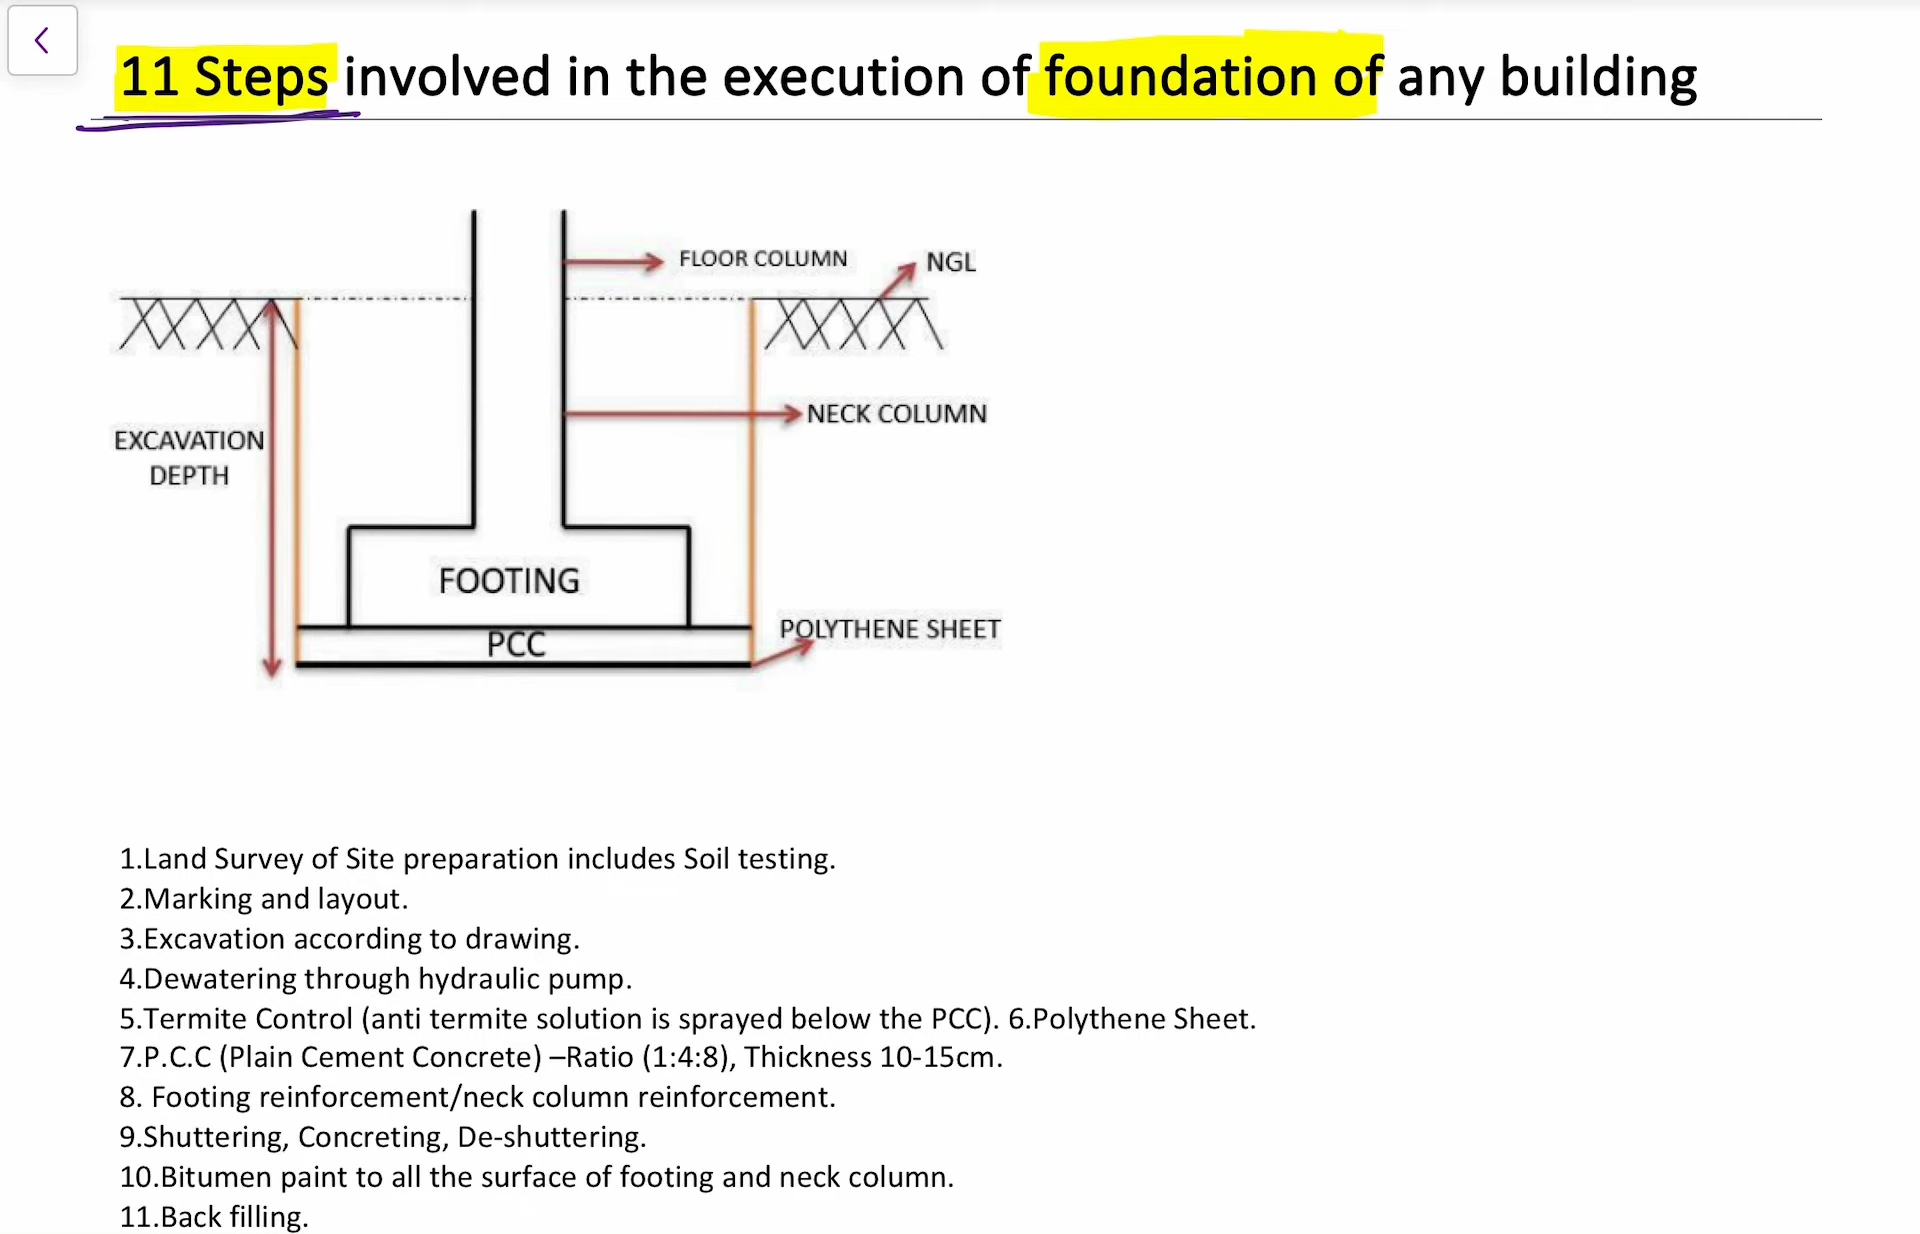 11 Steps involved in the execution of foundation of any building
FLOOR COLUMN
NGL
NECK COLUMN
EXCAVATION
DEPTH
FOOTING
POLYTHENE SHEET
PCC
1.Land Survey of Site preparation includes Soil testing.
2.Marking and layout.
3.Excavation according to drawing.
4.Dewatering through hydraulic pump.
5.Termite Control (anti termite solution is sprayed below the PCC). 6.Polythene Sheet.
7.P.C.C (Plain Cement Concrete) –Ratio (1:4:8), Thickness 10-15cm.
8. Footing reinforcement/neck column reinforcement.
9.Shuttering, Concreting, De-shuttering.
10.Bitumen paint to all the surface of footing and neck column.
11.Back filling.